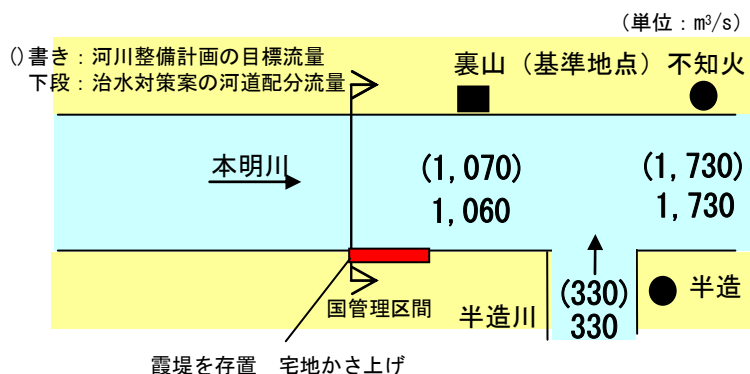 （単位：m³/s）
()書き：河川整備計画の目標流量
下段：治水対策案の河道配分流量
裏山（基準地点）不知火
本明川
(1,070)
1,060
(1,730)
1,730
国管理区間
半造川
(330)
330
半造
霞堤を存置　宅地かさ上げ